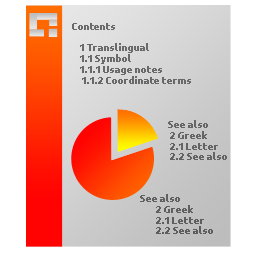 Contents
1 Translingual
1.1 Symbol
1.1.1 Usage notes
1.1.2 Coordinate terms
See also
2 Greek
2.1 Letter
2.2 See also
See also
2 Greek
2.1 Letter
2.2 See also